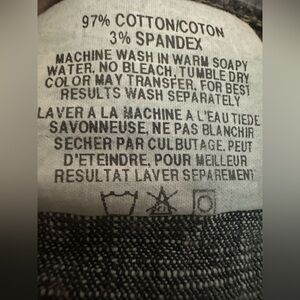 97% COTTON/COTON
3% SPANDEX
MACHINE WASH IN WARM SOAPY
WATER. NO BLEACH, TUMBLE DRY
COLOR MAY TRANSFER, FOR BEST
RESULTS WASH SEPARATELY
LAVER A LA MACHINE A L'EAU TIEDE
SAVONNEUSE, NE PAS BLANCHIR
SECHER PAR CULBUTAGE, PEUT
D'ETEINDRE, POUR MEILLEUR
RESULTAT LAVER SEPAREMENT